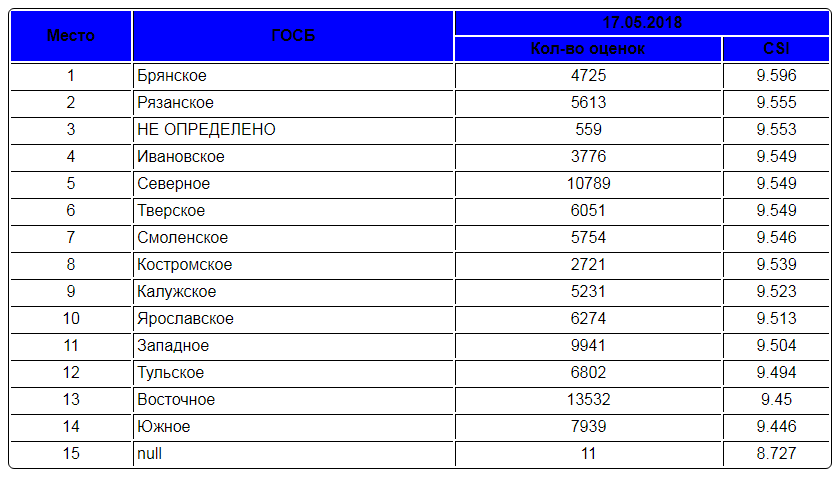 Место ГОСБ 17.05.2018
Кол-во оценок CSI
1 Брянское 4725 9.596
2 Рязанское 5613 9.555
3 НЕ ОПРЕДЕЛЕНО 559 9.553
4 Ивановское 3776 9.549
5 Северное 10789 9.549
6 Тверское 6051 9.549
7 Смоленское 5754 9.546
8 Костромское 2721 9.539
9 Калужское 5231 9.523
10 Ярославское 6274 9.513
11 Западное 9941 9.504
12 Тульское 6802 9.494
13 Восточное 13532 9.45
14 Южное 7939 9.446
15 null 11 8.727